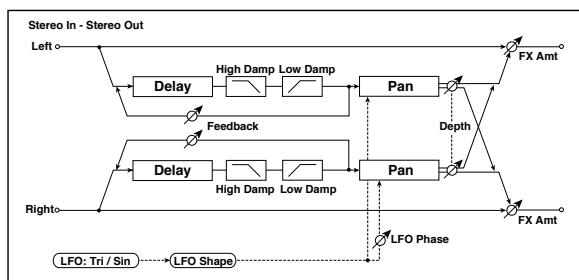 Stereo In - Stereo Out
Left
FX Amt
High Damp Low Damp
Delay
Pan
Feedback
Depth
Delay
Pan
High Damp Low Damp
Right
FX Amt
LFO Phase
LFO: Tri / Sin
LFO Shape